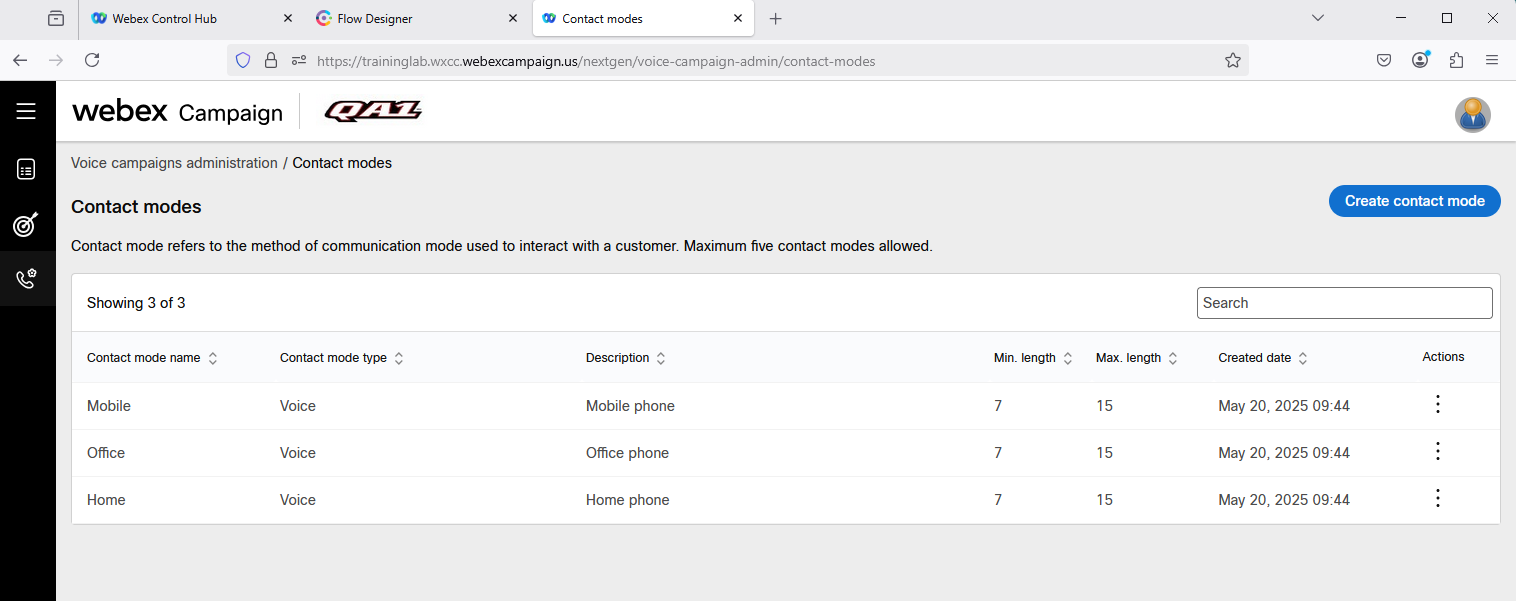 Webex Control Hub
Flow Designer
Contact modes
https://traininglab.wxcc.webexcampaign.us/nextgen/voice-campaign-admin/contact-modes
webex Campaign QA1
Voice campaigns administration / Contact modes
Contact modes
Create contact mode
Contact mode refers to the method of communication mode used to interact with a customer. Maximum five contact modes allowed.
Showing 3 of 3
Search
Contact mode name Contact mode type Description Min. length Max. length Created date Actions
Mobile Voice Mobile phone 7 15 May 20, 2025 09:44
Office Voice Office phone 7 15 May 20, 2025 09:44
Home Voice Home phone 7 15 May 20, 2025 09:44